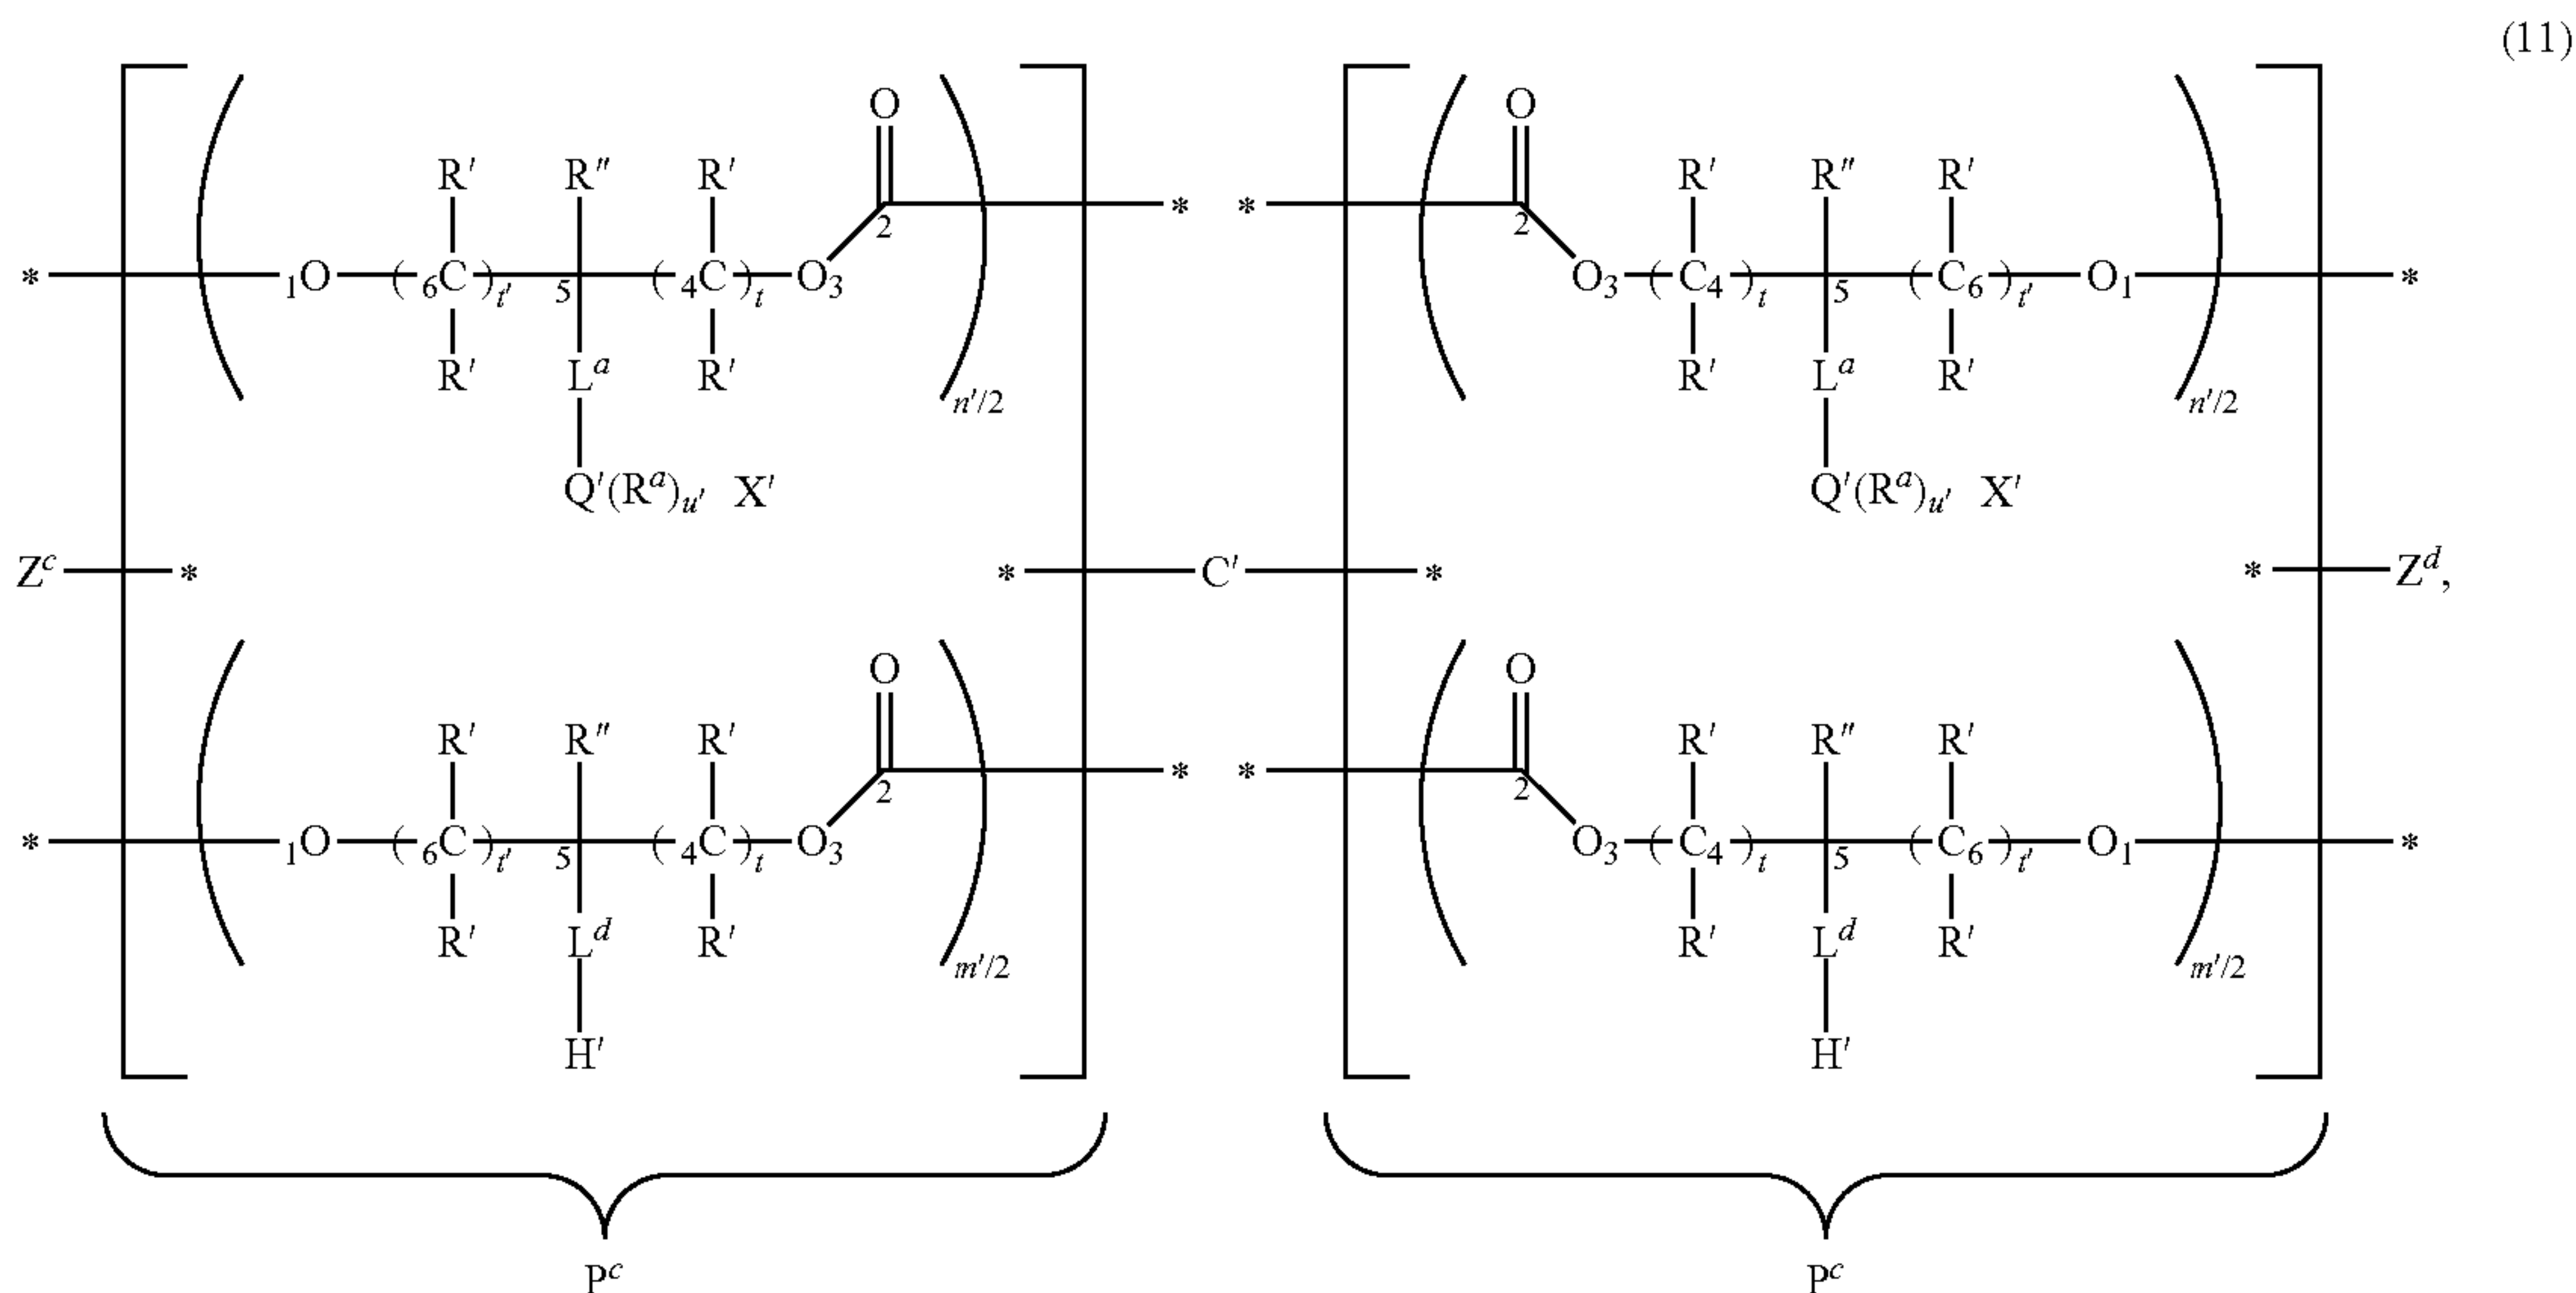 (11)
O O
R′ R″ R′ R′ R″ R′
* 2 * * 2
* ₁O (₆C)ₜ′ 5 (₄C)ₜ O₃ O₃ (C₄)ₜ 5 (C₆)ₜ′ O₁ *
R′ Lᵃ R′ n′/2 R′ Lᵃ R′ n′/2
Q′(Rᵃ)ᵤ′ X′ Q′(Rᵃ)ᵤ′ X′
Zᶜ * * C′ * * Zᵈ,
O O
R′ R″ R′ R′ R″ R′
2 * * 2
* ₁O (₆C)ₜ′ 5 (₄C)ₜ O₃ O₃ (C₄)ₜ 5 (C₆)ₜ′ O₁ *
R′ Lᵈ R′ m′/2 R′ Lᵈ R′ m′/2
H′ H′
Pᶜ Pᶜ